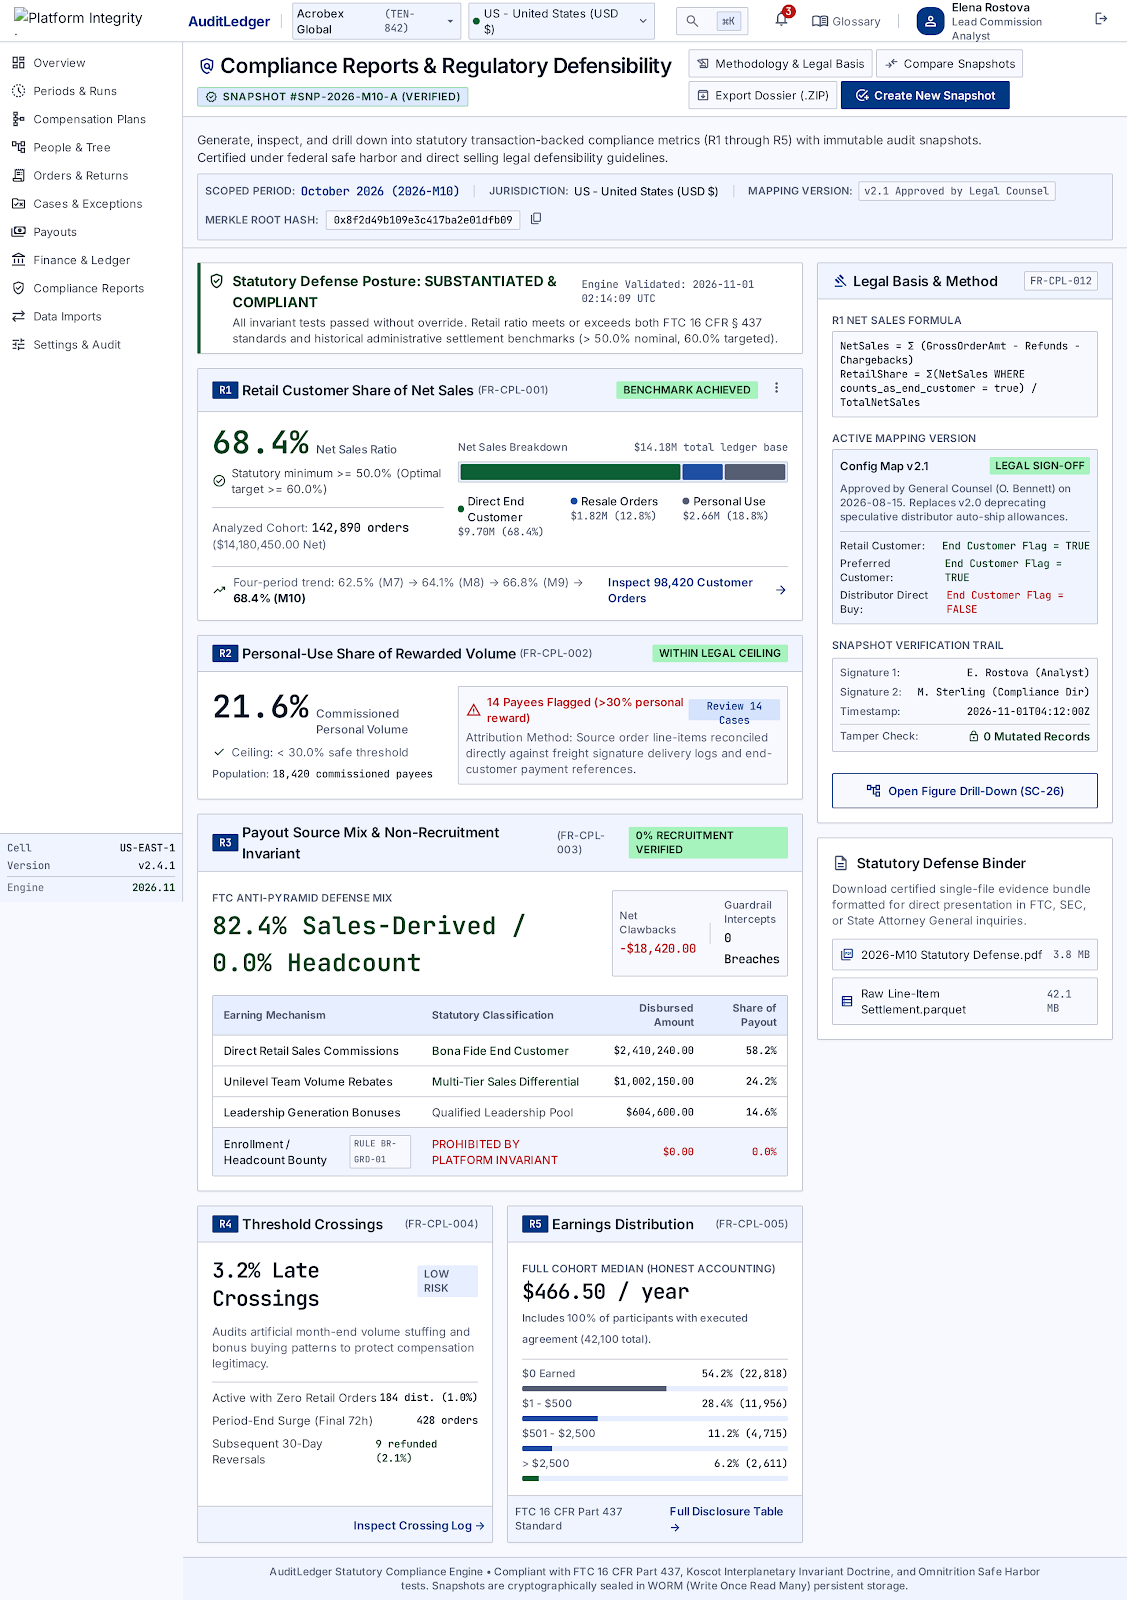 Platform Integrity
AuditLedger
Acrobex Global
(TEN-842)
US - United States (USD $)
⌘K
3
Glossary
Elena Rostova
Lead Commission Analyst
Overview
Periods & Runs
Compensation Plans
People & Tree
Orders & Returns
Cases & Exceptions
Payouts
Finance & Ledger
Compliance Reports
Data Imports
Settings & Audit
Cell US-EAST-1
Version v2.4.1
Engine 2026.11
Compliance Reports & Regulatory Defensibility
SNAPSHOT #SNP-2026-M10-A (VERIFIED)
Methodology & Legal Basis
Compare Snapshots
Export Dossier (.ZIP)
Create New Snapshot
Generate, inspect, and drill down into statutory transaction-backed compliance metrics (R1 through R5) with immutable audit snapshots.
Certified under federal safe harbor and direct selling legal defensibility guidelines.
SCOPED PERIOD: October 2026 (2026-M10)
JURISDICTION: US - United States (USD $)
MAPPING VERSION: v2.1 Approved by Legal Counsel
MERKLE ROOT HASH: 0x8f2d49b109e3c417ba2e01dfb09
Statutory Defense Posture: SUBSTANTIATED &
COMPLIANT
Engine Validated: 2026-11-01
02:14:09 UTC
All invariant tests passed without override. Retail ratio meets or exceeds both FTC 16 CFR § 437
standards and historical administrative settlement benchmarks (> 50.0% nominal, 60.0% targeted).
R1 Retail Customer Share of Net Sales (FR-CPL-001)
BENCHMARK ACHIEVED
68.4% Net Sales Ratio
Statutory minimum >= 50.0% (Optimal
target >= 60.0%)
Analyzed Cohort: 142,890 orders
($14,180,450.00 Net)
Net Sales Breakdown
$14.18M total ledger base
Direct End
Customer
$9.70M (68.4%)
Resale Orders
$1.82M (12.8%)
Personal Use
$2.66M (18.8%)
Four-period trend: 62.5% (M7) → 64.1% (M8) → 66.8% (M9) →
68.4% (M10)
Inspect 98,420 Customer
Orders
→
R2 Personal-Use Share of Rewarded Volume (FR-CPL-002)
WITHIN LEGAL CEILING
21.6% Commissioned
Personal Volume
Ceiling: < 30.0% safe threshold
Population: 18,420 commissioned payees
14 Payees Flagged (>30% personal
reward)
Review 14
Cases
Attribution Method: Source order line-items reconciled
directly against freight signature delivery logs and end-
customer payment references.
R3 Payout Source Mix & Non-Recruitment
Invariant
(FR-CPL-
003)
0% RECRUITMENT
VERIFIED
FTC ANTI-PYRAMID DEFENSE MIX
82.4% Sales-Derived /
0.0% Headcount
Net
Clawbacks
-$18,420.00
Guardrail
Intercepts
0
Breaches
Earning Mechanism Statutory Classification Disbursed Amount Share of Payout
Direct Retail Sales Commissions Bona Fide End Customer $2,410,240.00 58.2%
Unilevel Team Volume Rebates Multi-Tier Sales Differential $1,002,150.00 24.2%
Leadership Generation Bonuses Qualified Leadership Pool $604,600.00 14.6%
Enrollment / Headcount Bounty RULE BR-GRD-01 PROHIBITED BY PLATFORM INVARIANT $0.00 0.0%
R4 Threshold Crossings (FR-CPL-004)
3.2% Late
Crossings
LOW
RISK
Audits artificial month-end volume stuffing and
bonus buying patterns to protect compensation
legitimacy.
Active with Zero Retail Orders 184 dist. (1.0%)
Period-End Surge (Final 72h) 428 orders
Subsequent 30-Day
Reversals
9 refunded
(2.1%)
Inspect Crossing Log →
R5 Earnings Distribution (FR-CPL-005)
FULL COHORT MEDIAN (HONEST ACCOUNTING)
$466.50 / year
Includes 100% of participants with executed
agreement (42,100 total).
$0 Earned 54.2% (22,818)
$1 - $500 28.4% (11,956)
$501 - $2,500 11.2% (4,715)
> $2,500 6.2% (2,611)
FTC 16 CFR Part 437
Standard
Full Disclosure Table
→
Legal Basis & Method FR-CPL-012
R1 NET SALES FORMULA
NetSales = Σ (GrossOrderAmt - Refunds -
Chargebacks)
RetailShare = Σ(NetSales WHERE
counts_as_end_customer = true) /
TotalNetSales
ACTIVE MAPPING VERSION
Config Map v2.1 LEGAL SIGN-OFF
Approved by General Counsel (O. Bennett) on
2026-08-15. Replaces v2.0 deprecating
speculative distributor auto-ship allowances.
Retail Customer: End Customer Flag = TRUE
Preferred
Customer:
End Customer Flag =
TRUE
Distributor Direct
Buy:
End Customer Flag =
FALSE
SNAPSHOT VERIFICATION TRAIL
Signature 1: E. Rostova (Analyst)
Signature 2: M. Sterling (Compliance Dir)
Timestamp: 2026-11-01T04:12:00Z
Tamper Check: 0 Mutated Records
Open Figure Drill-Down (SC-26)
Statutory Defense Binder
Download certified single-file evidence bundle
formatted for direct presentation in FTC, SEC,
or State Attorney General inquiries.
2026-M10 Statutory Defense.pdf 3.8 MB
Raw Line-Item
Settlement.parquet
42.1
MB
AuditLedger Statutory Compliance Engine • Compliant with FTC 16 CFR Part 437, Koscot Interplanetary Invariant Doctrine, and Omnitrition Safe Harbor
tests. Snapshots are cryptographically sealed in WORM (Write Once Read Many) persistent storage.